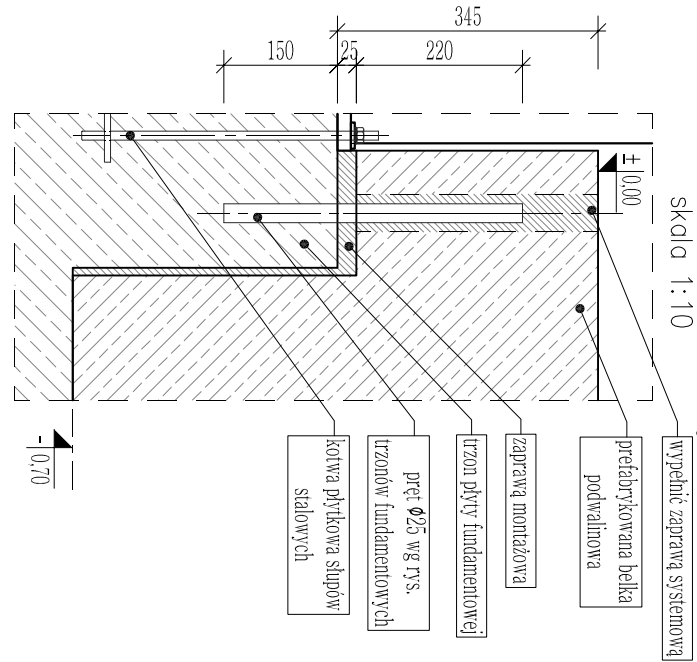 skala 1:10
345
150
25
220
± 0,00
- 0,70
wypełnić zaprawą systemową
prefabrykowana belka
podwalinowa
zaprawą montażowa
trzon płyty fundamentowej
pręt Ø25 wg rys.
trzonów fundamentowych
kotwa płytkowa słupów
stalowych